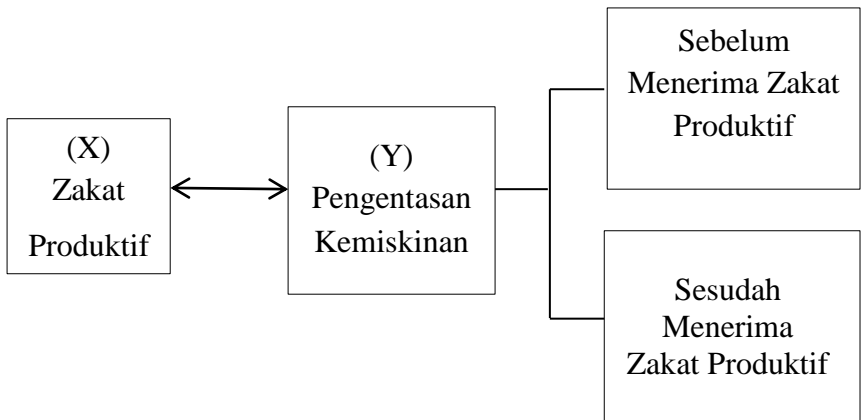 (X)
Zakat
Produktif
(Y)
Pengentasan
Kemiskinan
Sebelum
Menerima Zakat
Produktif
Sesudah
Menerima
Zakat Produktif